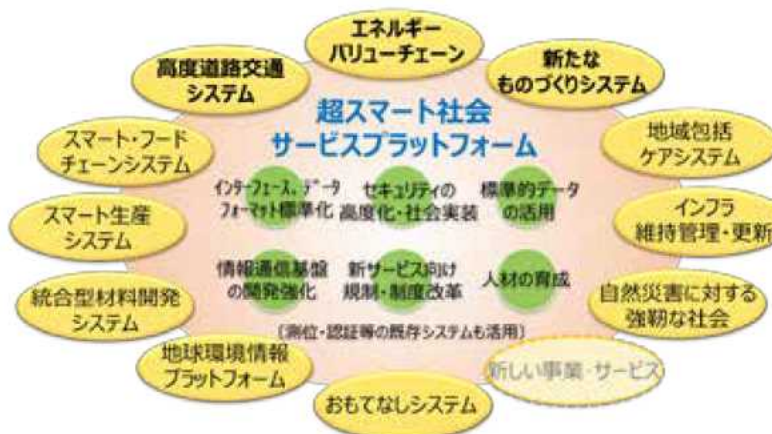 エネルギー
バリューチェーン
高度道路交通
システム
新たな
ものづくりシステム
超スマート社会
サービスプラットフォーム
スマート・フード
チェーンシステム
地域包括
ケアシステム
インターフェース、データ
フォーマット標準化
セキュリティの
高度化・社会実装
標準的データ
の活用
スマート生産
システム
インフラ
維持管理・更新
情報通信基盤
の開発強化
新サービス向け
規制・制度改革
人材の育成
統合型材料開発
システム
自然災害に対する
強靭な社会
(測位・認証等の既存システムも活用)
地球環境情報
プラットフォーム
新しい事業・サービス
おもてなしシステム